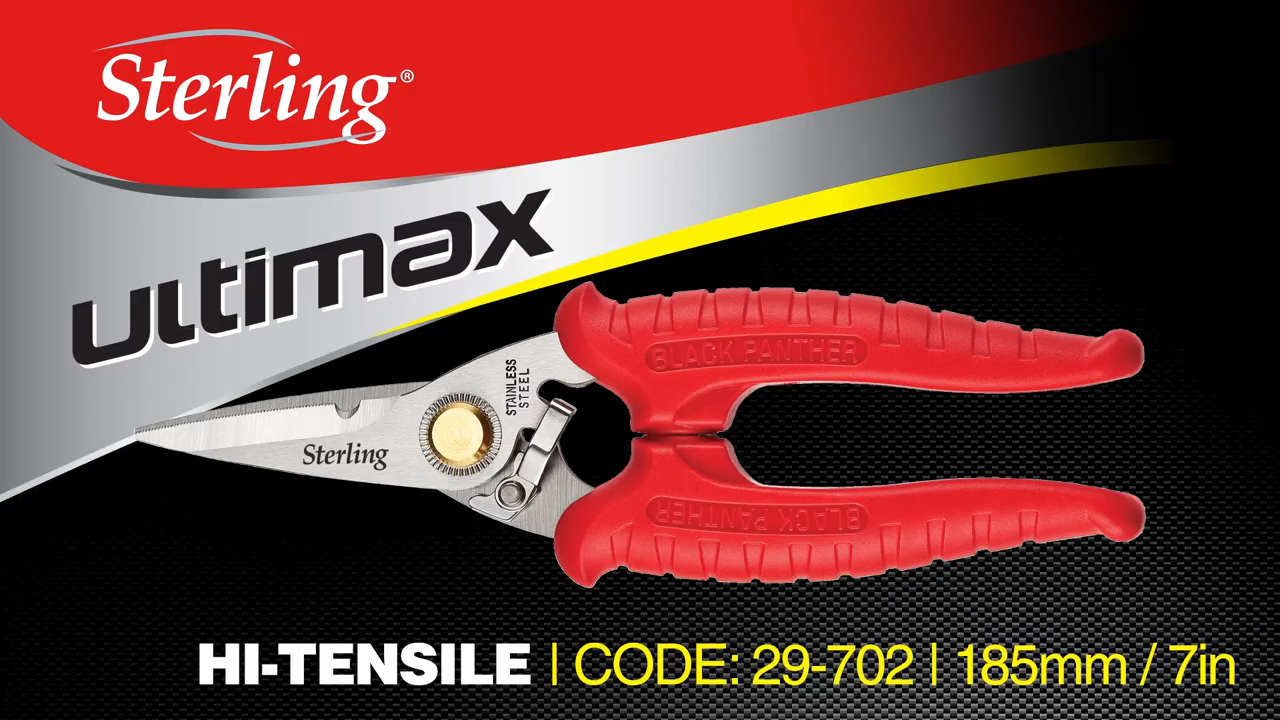 Sterling®
ultimax
BLACK PANTHER
STAINLESS
STEEL
Sterling
BLACK PANTHER
HI-TENSILE | CODE: 29-702 | 185mm / 7in